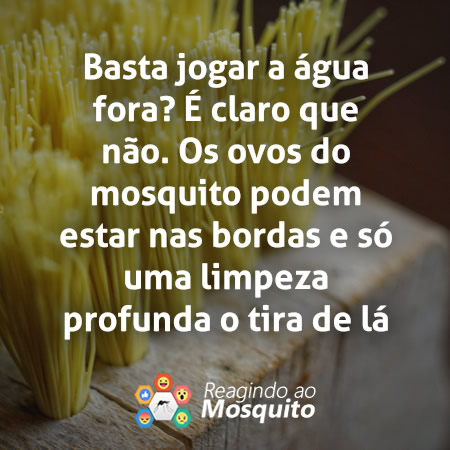 Basta jogar a água
fora? É claro que
não. Os ovos do
mosquito podem
estar nas bordas e só
uma limpeza
profunda o tira de lá
Reagindo ao
Mosquito